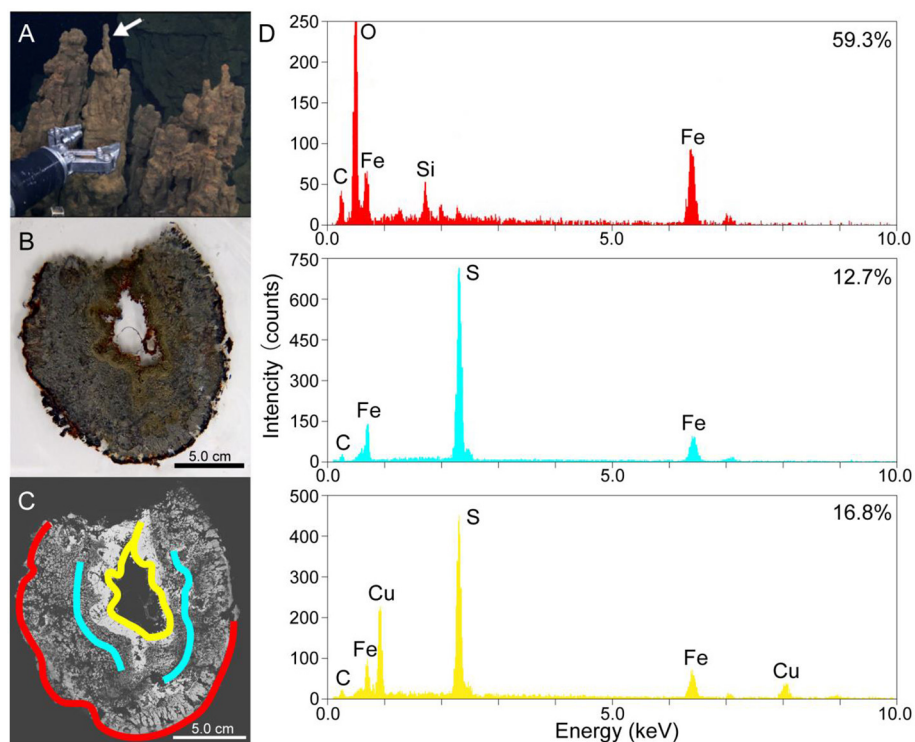 A
B
5.0 cm
C
5.0 cm
D
59.3%
250
200
150
100
50
0
O
C
Fe
Si
Fe
0.0
5.0
10.0
12.7%
750
600
450
300
150
0
S
Fe
C
Fe
0.0
5.0
10.0
16.8%
500
400
300
200
100
0
S
Cu
Fe
C
Fe
Cu
0.0
5.0
10.0
Intencity (counts)
Energy (keV)